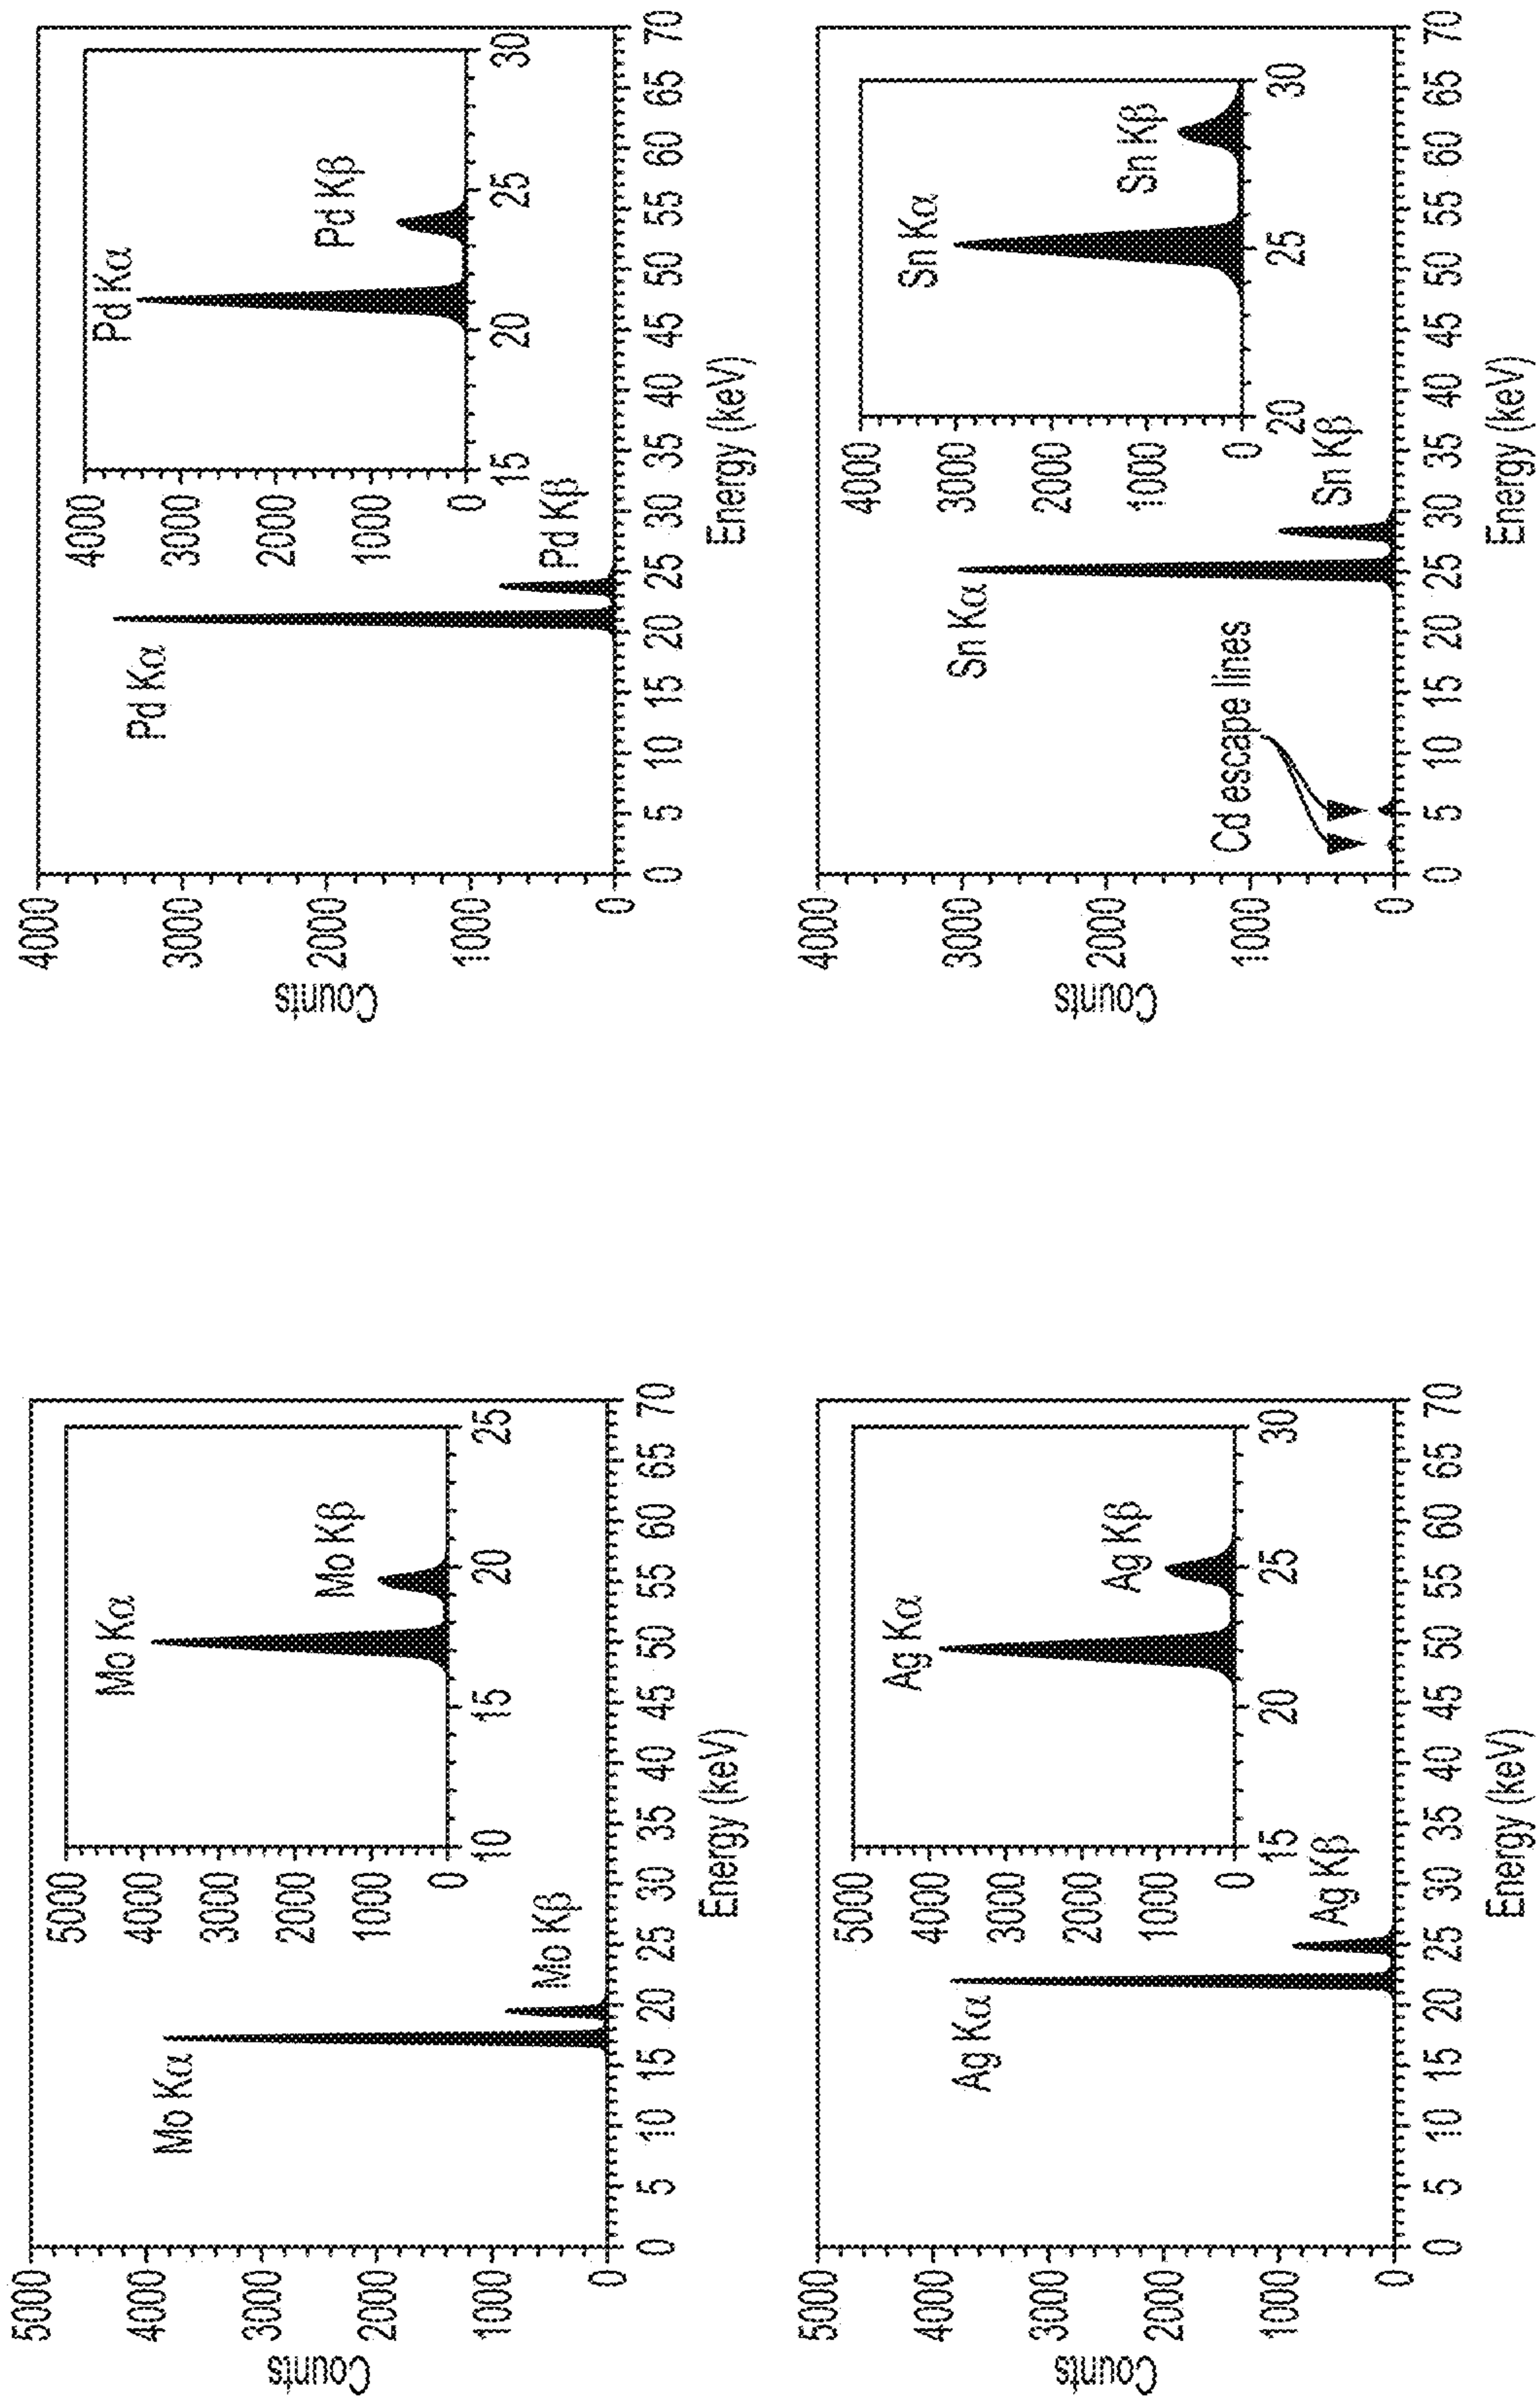 Counts
5000
4000
3000
2000
1000
0
Mo Kα
Mo Kβ
0 5 10 15 20 25 30 35 40 45 50 55 60 65 70
Energy (keV)
5000
4000
3000
2000
1000
0
Mo Kα
Mo Kβ
10 15 20 25
Counts
4000
3000
2000
1000
0
Pd Kα
Pd Kβ
0 5 10 15 20 25 30 35 40 45 50 55 60 65 70
Energy (keV)
4000
3000
2000
1000
0
Pd Kα
Pd Kβ
15 20 25 30
Counts
5000
4000
3000
2000
1000
0
Ag Kα
Ag Kβ
0 5 10 15 20 25 30 35 40 45 50 55 60 65 70
Energy (keV)
5000
4000
3000
2000
1000
0
Ag Kα
Ag Kβ
15 20 25 30
Counts
4000
3000
2000
1000
0
Cd escape lines
Sn Kα
Sn Kβ
0 5 10 15 20 25 30 35 40 45 50 55 60 65 70
Energy (keV)
4000
3000
2000
1000
0
Sn Kα
Sn Kβ
20 25 30